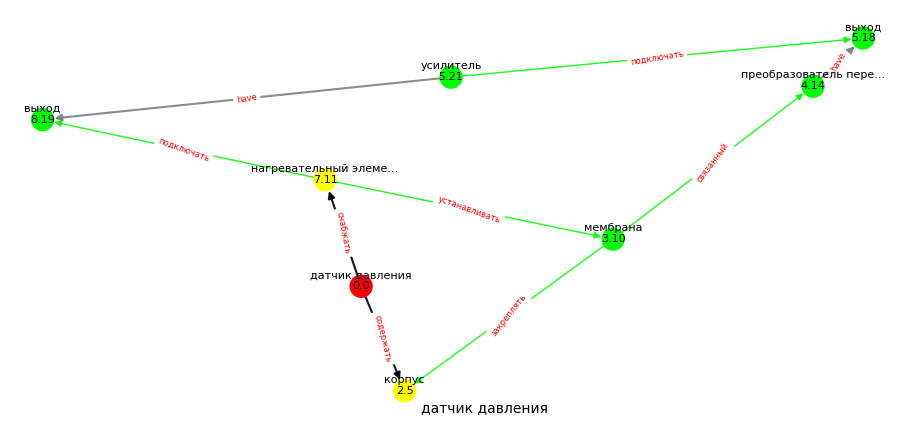 выход
5.18
подключать
have
усилитель
5.21
преобразователь пере...
4.14
have
выход
8.19
подключать
связанный
нагревательный элеме...
7.11
устанавливать
мембрана
3.10
снабжать
датчик давления
0.0
закреплять
содержать
корпус
2.5
датчик давления